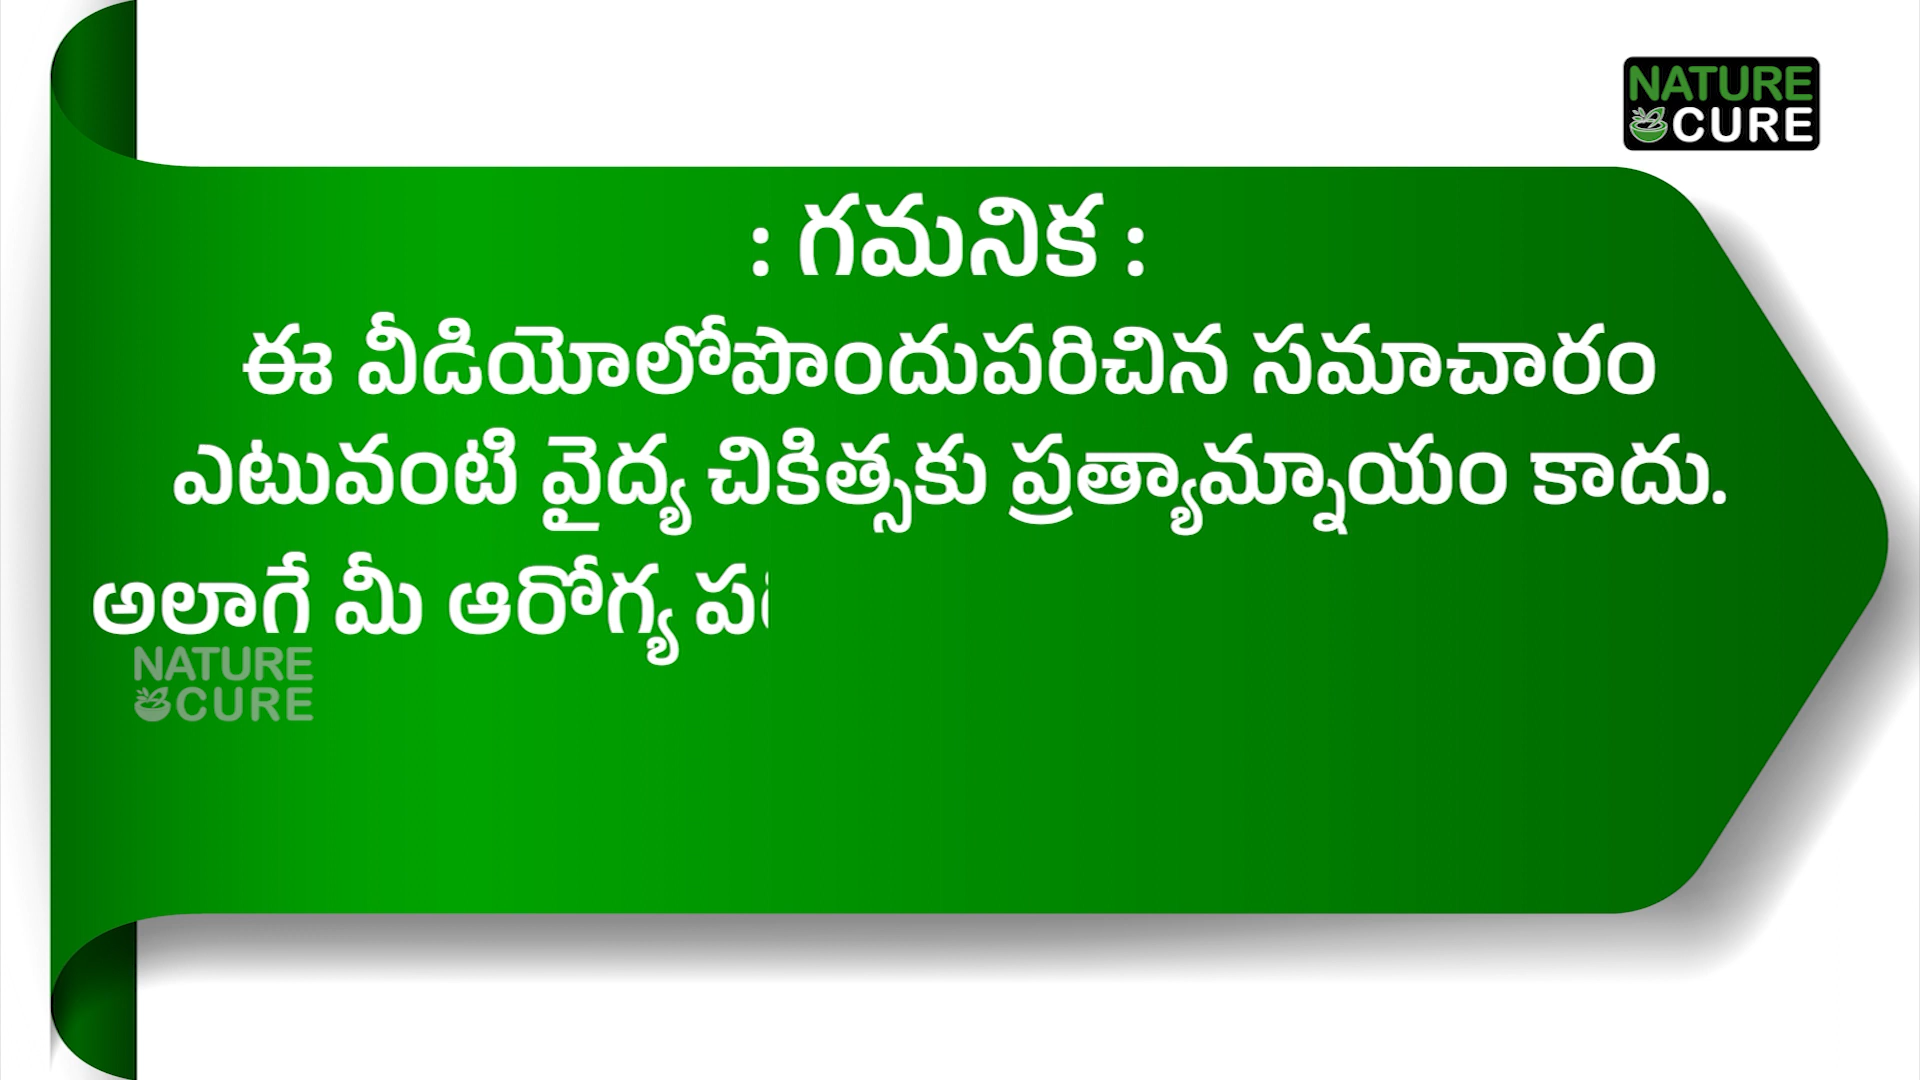 NATURE
CURE
: గమనిక :
ఈ వీడియోలోపొందుపరిచిన సమాచారం
ఎటువంటి వైద్య చికిత్సకు ప్రత్యామ్నాయం కాదు.
అలాగే మీ ఆరోగ్య
NATURE
CURE